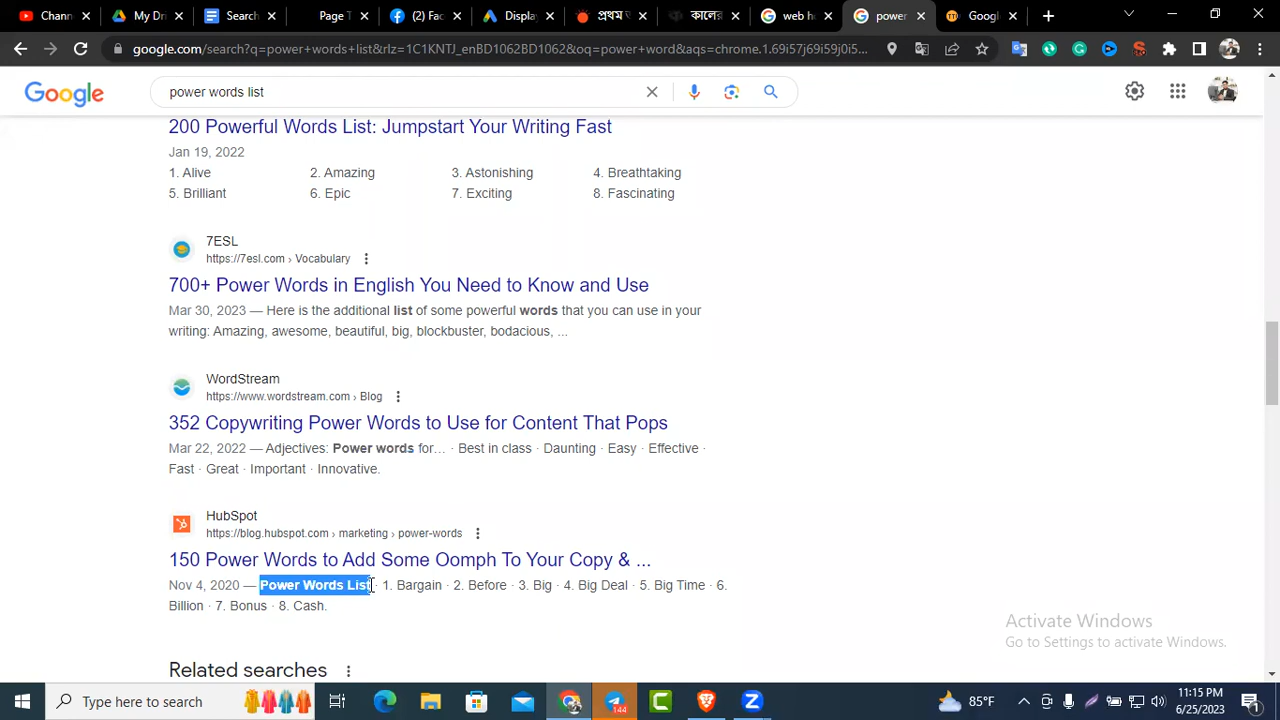 Chann
My Dri
Search
Page T
(2) Fac
Display
প্রথম
কালের
web h
power
Googl
google.com/search?q=power+words+list&rlz=1C1KNTJ_enBD1062BD1062&oq=power+word&aqs=chrome.1.69i57j69i59j0i5...
Google
power words list
200 Powerful Words List: Jumpstart Your Writing Fast
Jan 19, 2022
1. Alive 2. Amazing 3. Astonishing 4. Breathtaking
5. Brilliant 6. Epic 7. Exciting 8. Fascinating
7ESL
https://7esl.com › Vocabulary
700+ Power Words in English You Need to Know and Use
Mar 30, 2023 — Here is the additional list of some powerful words that you can use in your
writing: Amazing, awesome, beautiful, big, blockbuster, bodacious, ...
WordStream
https://www.wordstream.com › Blog
352 Copywriting Power Words to Use for Content That Pops
Mar 22, 2022 — Adjectives: Power words for... · Best in class · Daunting · Easy · Effective ·
Fast · Great · Important · Innovative.
HubSpot
https://blog.hubspot.com › marketing › power-words
150 Power Words to Add Some Oomph To Your Copy & ...
Nov 4, 2020 — Power Words List · 1. Bargain · 2. Before · 3. Big · 4. Big Deal · 5. Big Time · 6.
Billion · 7. Bonus · 8. Cash.
Related searches
Activate Windows
Go to Settings to activate Windows.
Type here to search
144
85°F
11:15 PM
6/25/2023
1